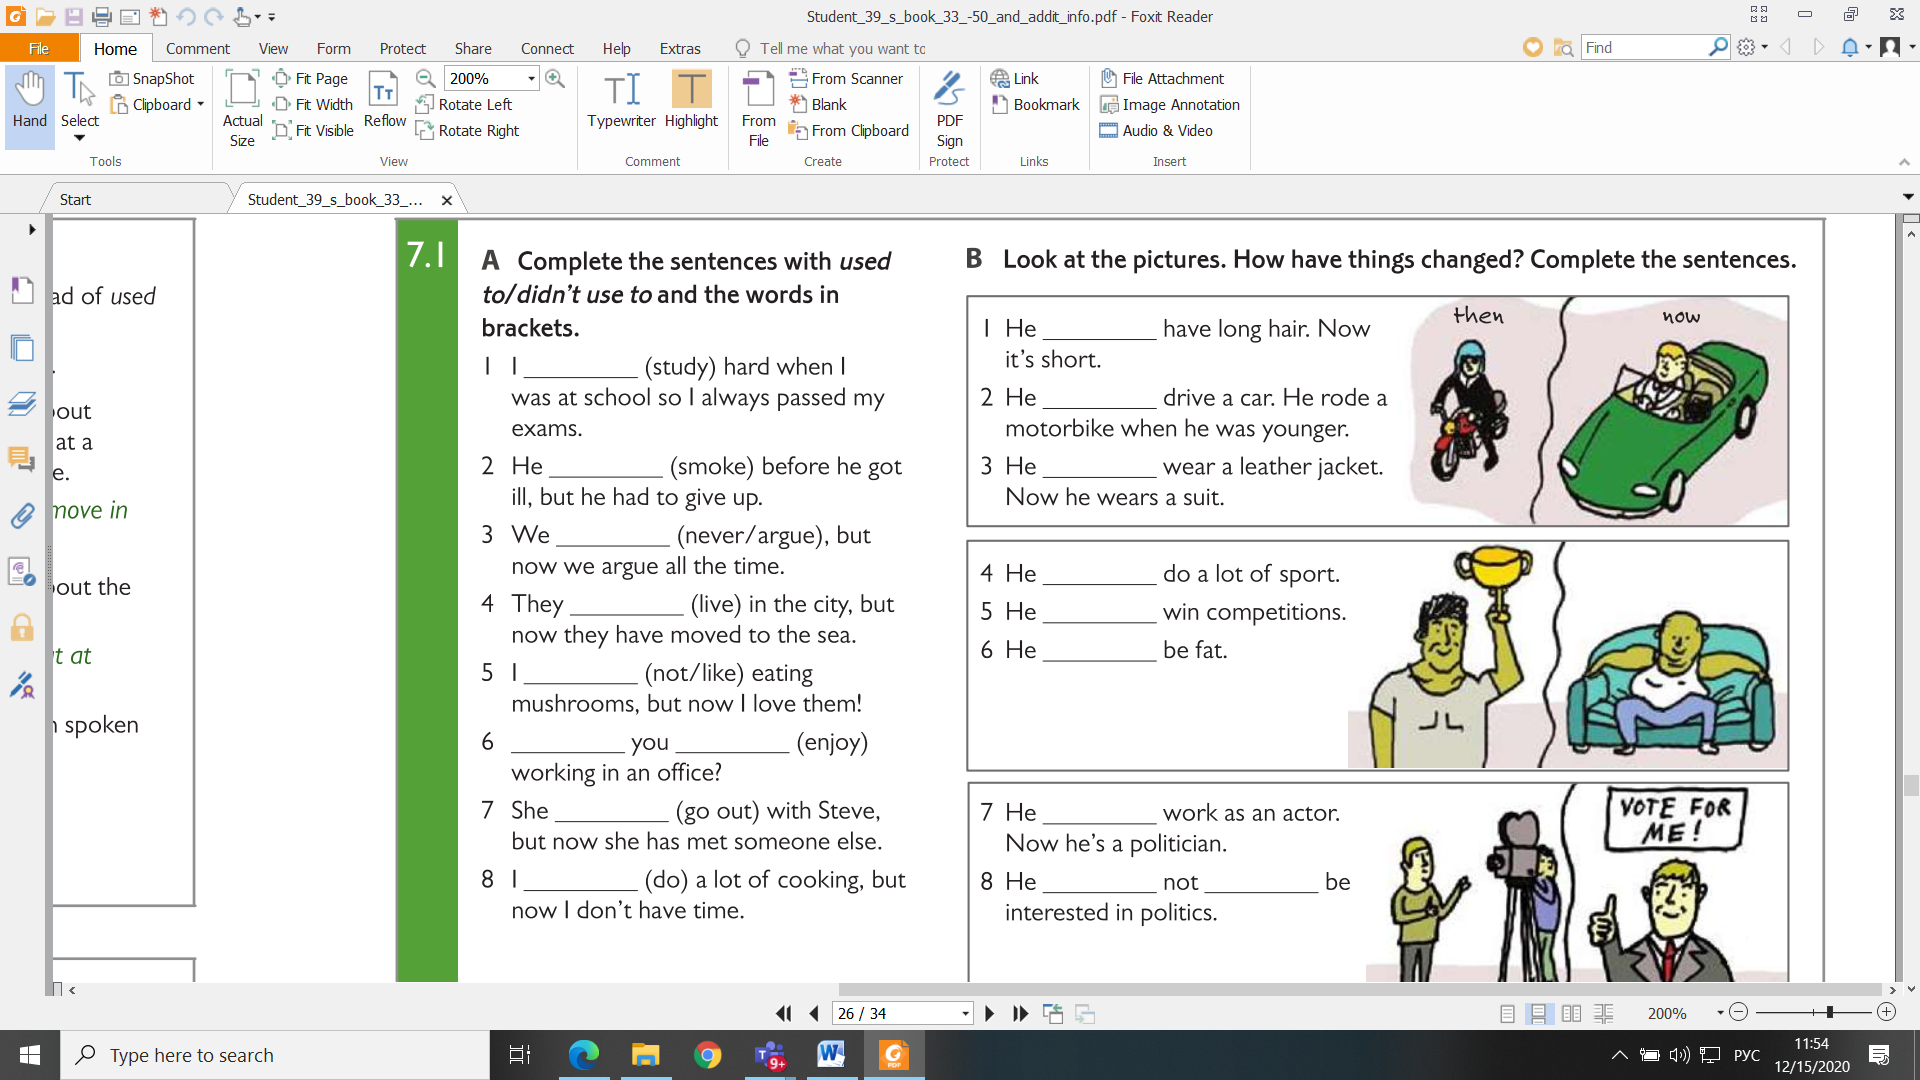 Student_39_s_book_33_-50_and_addit_info.pdf - Foxit Reader
File
Home
Comment
View
Form
Protect
Share
Connect
Help
Extras
Tell me what you want to
Find
Hand
Select
SnapShot
Clipboard
Tools
Actual
Size
Fit Page
Fit Width
Fit Visible
Reflow
200%
Rotate Left
Rotate Right
View
Typewriter
Highlight
Comment
From
File
From Scanner
Blank
From Clipboard
Create
PDF
Sign
Protect
Link
Bookmark
Links
File Attachment
Image Annotation
Audio & Video
Insert
Start
Student_39_s_book_33_...
ad of used
.
out
at a
e.
move in
out the
t at
spoken
7.1
A Complete the sentences with used
to/didn't use to and the words in
brackets.
1 I _________ (study) hard when I
was at school so I always passed my
exams.
2 He _________ (smoke) before he got
ill, but he had to give up.
3 We _________ (never/argue), but
now we argue all the time.
4 They _________ (live) in the city, but
now they have moved to the sea.
5 I _________ (not/like) eating
mushrooms, but now I love them!
6 _________ you _________ (enjoy)
working in an office?
7 She _________ (go out) with Steve,
but now she has met someone else.
8 I _________ (do) a lot of cooking, but
now I don't have time.
B Look at the pictures. How have things changed? Complete the sentences.
1 He _________ have long hair. Now
it's short.
2 He _________ drive a car. He rode a
motorbike when he was younger.
3 He _________ wear a leather jacket.
Now he wears a suit.
then
now
4 He _________ do a lot of sport.
5 He _________ win competitions.
6 He _________ be fat.
7 He _________ work as an actor.
Now he's a politician.
8 He _________ not _________ be
interested in politics.
VOTE FOR
ME!
26 / 34
200%
Type here to search
9+
PDF
РУС
11:54
12/15/2020